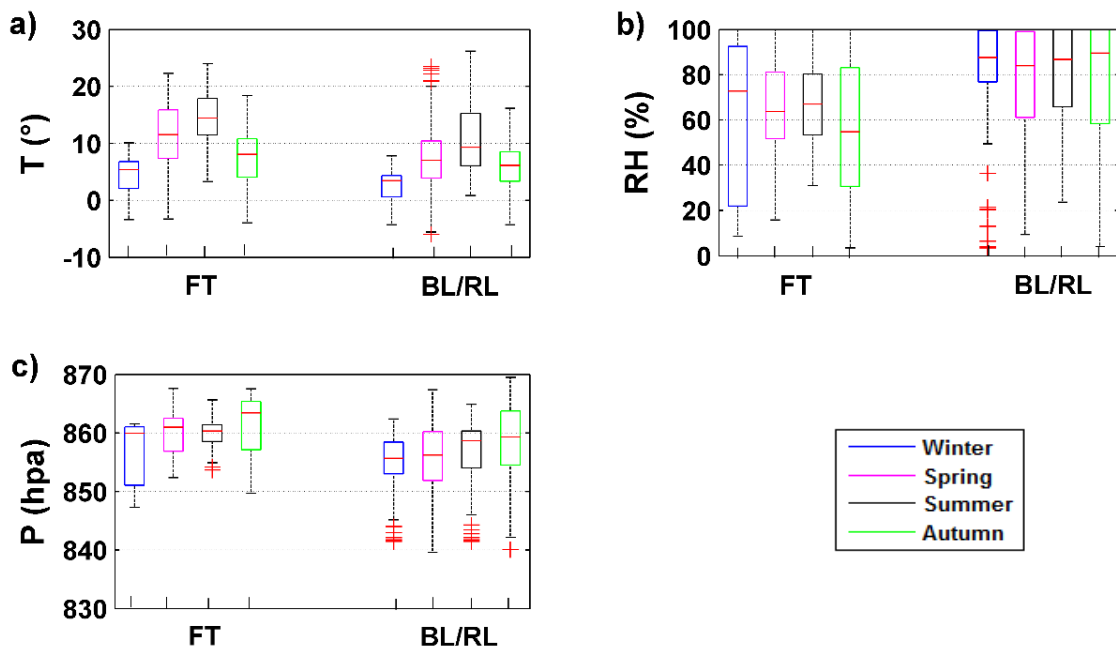 a)
T (°)
30
20
10
0
-10
FT
BL/RL
b)
RH (%)
100
80
60
40
20
0
FT
BL/RL
c)
P (hpa)
870
860
850
840
830
FT
BL/RL
Winter
Spring
Summer
Autumn